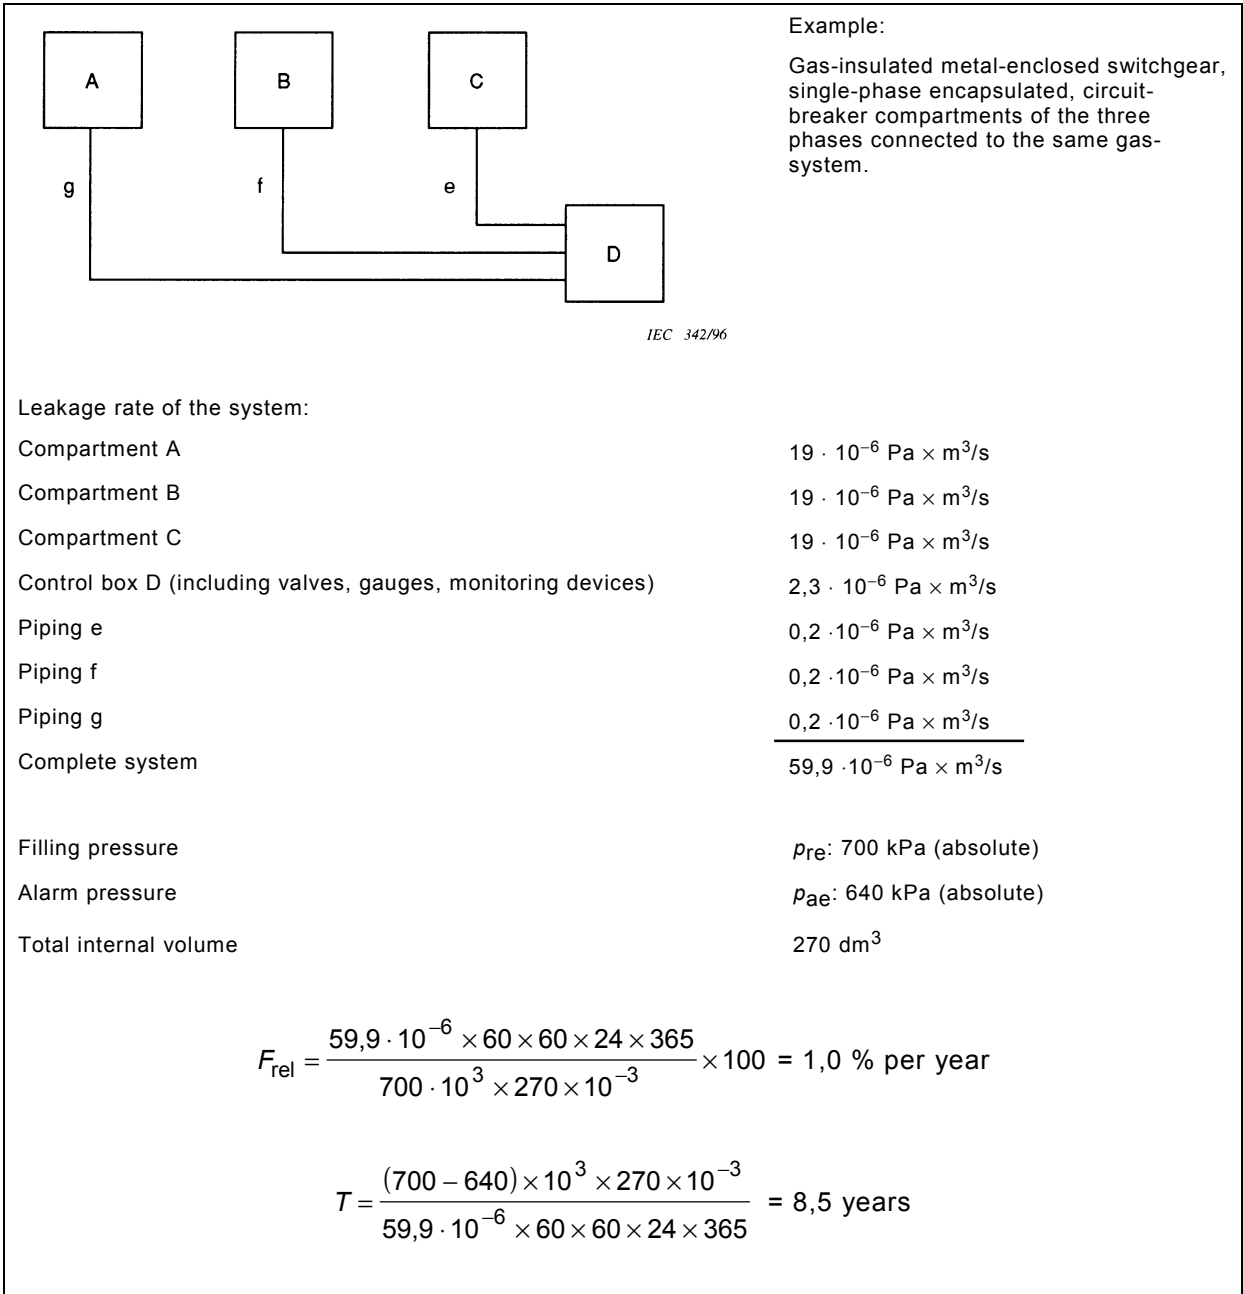 A
B
C
g
f
e
D
IEC 342/96
Example:
Gas-insulated metal-enclosed switchgear,
single-phase encapsulated, circuit-
breaker compartments of the three
phases connected to the same gas-
system.
Leakage rate of the system:
Compartment A 19 · 10⁻⁶ Pa × m³/s
Compartment B 19 · 10⁻⁶ Pa × m³/s
Compartment C 19 · 10⁻⁶ Pa × m³/s
Control box D (including valves, gauges, monitoring devices) 2,3 · 10⁻⁶ Pa × m³/s
Piping e 0,2 ·10⁻⁶ Pa × m³/s
Piping f 0,2 ·10⁻⁶ Pa × m³/s
Piping g 0,2 ·10⁻⁶ Pa × m³/s
Complete system 59,9 ·10⁻⁶ Pa × m³/s
Filling pressure p_re: 700 kPa (absolute)
Alarm pressure p_ae: 640 kPa (absolute)
Total internal volume 270 dm³
F_rel = (59,9 · 10⁻⁶ × 60 × 60 × 24 × 365) / (700 · 10³ × 270 × 10⁻³) × 100 = 1,0 % per year
T = ((700 – 640) × 10³ × 270 × 10⁻³) / (59,9 · 10⁻⁶ × 60 × 60 × 24 × 365) = 8,5 years